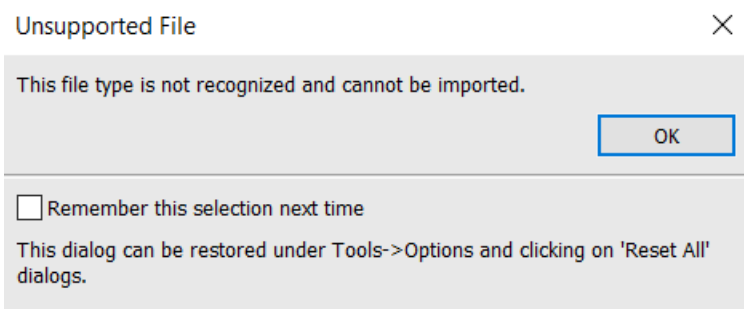 Unsupported File
This file type is not recognized and cannot be imported.
OK
Remember this selection next time
This dialog can be restored under Tools->Options and clicking on 'Reset All'
dialogs.